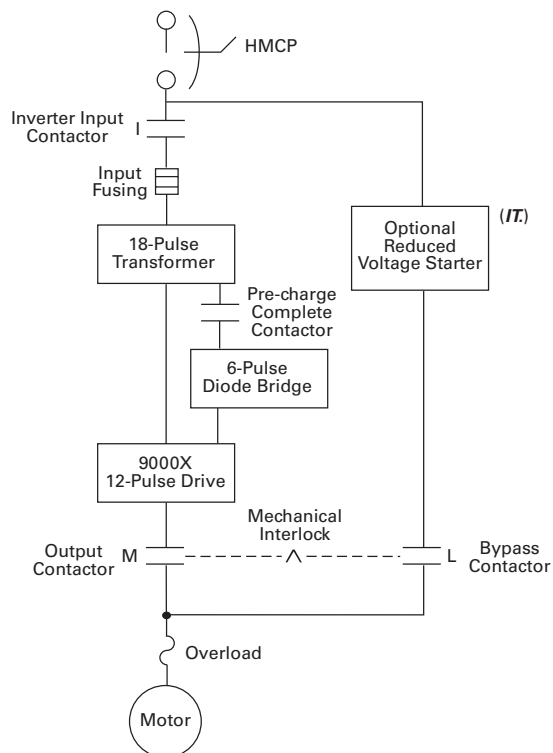 HMCP
Inverter Input
Contactor
I
Input
Fusing
(IT.)
Optional
Reduced
Voltage Starter
18-Pulse
Transformer
Pre-charge
Complete
Contactor
6-Pulse
Diode Bridge
9000X
12-Pulse Drive
Mechanical
Interlock
Output
Contactor
M
L
Bypass
Contactor
Overload
Motor